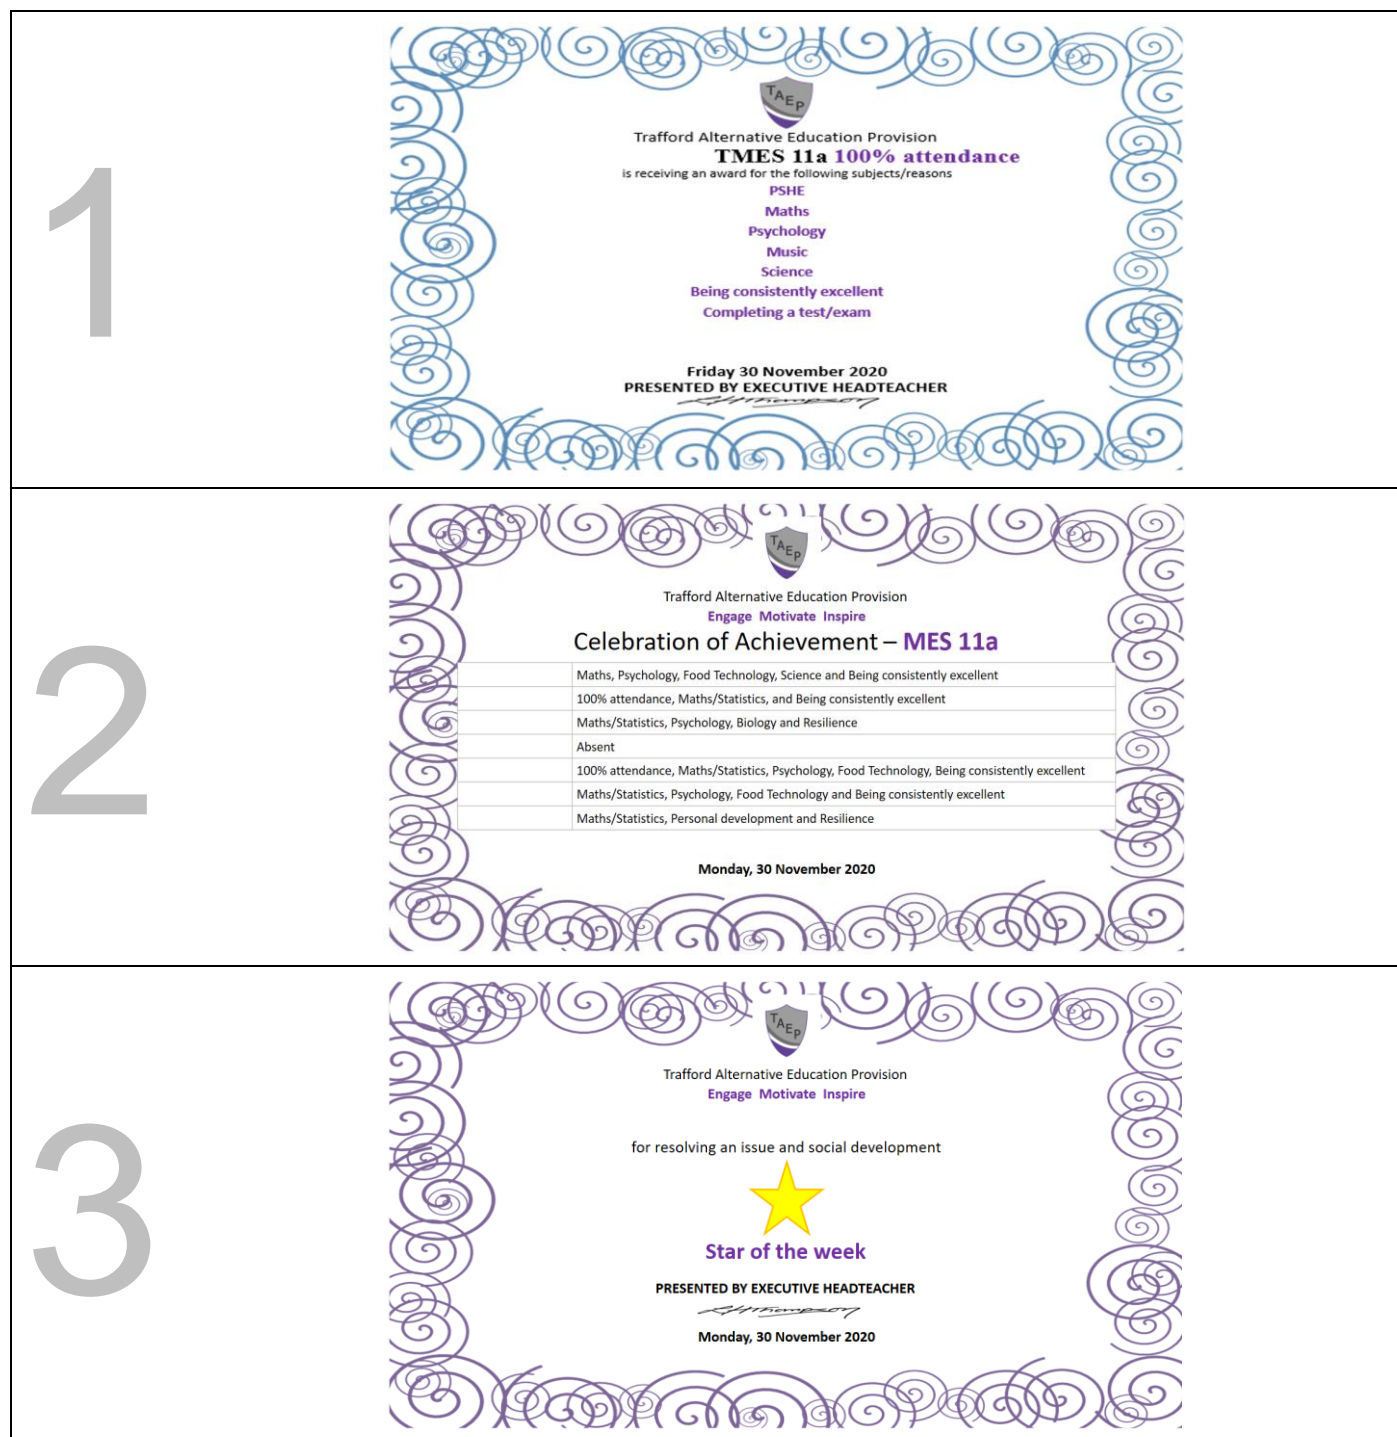 1
TAEP
Trafford Alternative Education Provision
TMES 11a 100% attendance
is receiving an award for the following subjects/reasons
PSHE
Maths
Psychology
Music
Science
Being consistently excellent
Completing a test/exam
Friday 30 November 2020
PRESENTED BY EXECUTIVE HEADTEACHER
2
TAEP
Trafford Alternative Education Provision
Engage Motivate Inspire
Celebration of Achievement – MES 11a
Maths, Psychology, Food Technology, Science and Being consistently excellent
100% attendance, Maths/Statistics, and Being consistently excellent
Maths/Statistics, Psychology, Biology and Resilience
Absent
100% attendance, Maths/Statistics, Psychology, Food Technology, Being consistently excellent
Maths/Statistics, Psychology, Food Technology and Being consistently excellent
Maths/Statistics, Personal development and Resilience
Monday, 30 November 2020
3
TAEP
Trafford Alternative Education Provision
Engage Motivate Inspire
for resolving an issue and social development
Star of the week
PRESENTED BY EXECUTIVE HEADTEACHER
Monday, 30 November 2020